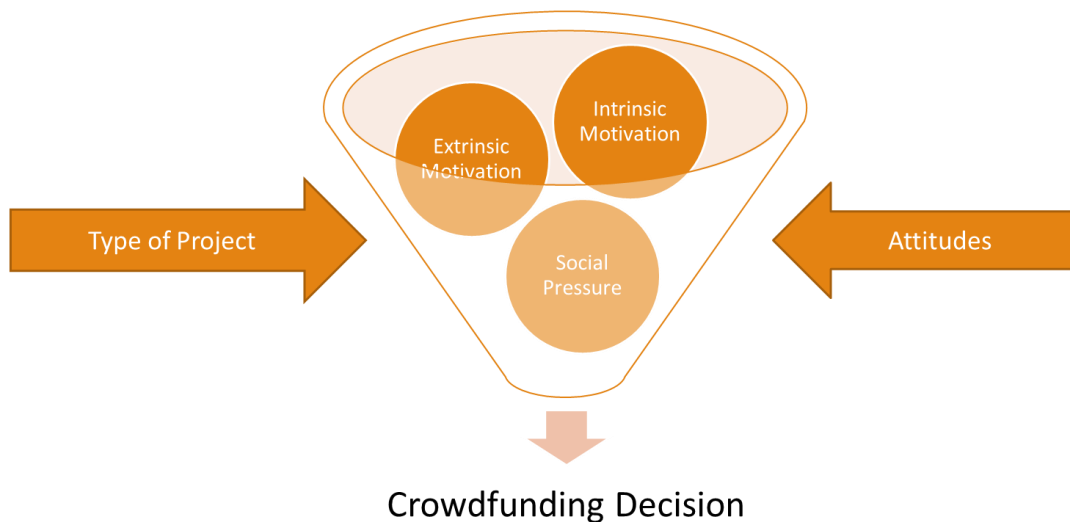 Intrinsic
Motivation
Extrinsic
Motivation
Type of Project
Attitudes
Social
Pressure
Crowdfunding Decision